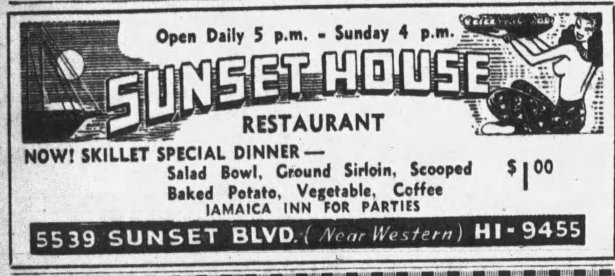 Open Daily 5 p.m. - Sunday 4 p.m.
SUNSET HOUSE
RESTAURANT
NOW! SKILLET SPECIAL DINNER —
Salad Bowl, Ground Sirloin, Scooped
Baked Potato, Vegetable, Coffee
$1.00
JAMAICA INN FOR PARTIES
5539 SUNSET BLVD. (Near Western) HI-9455